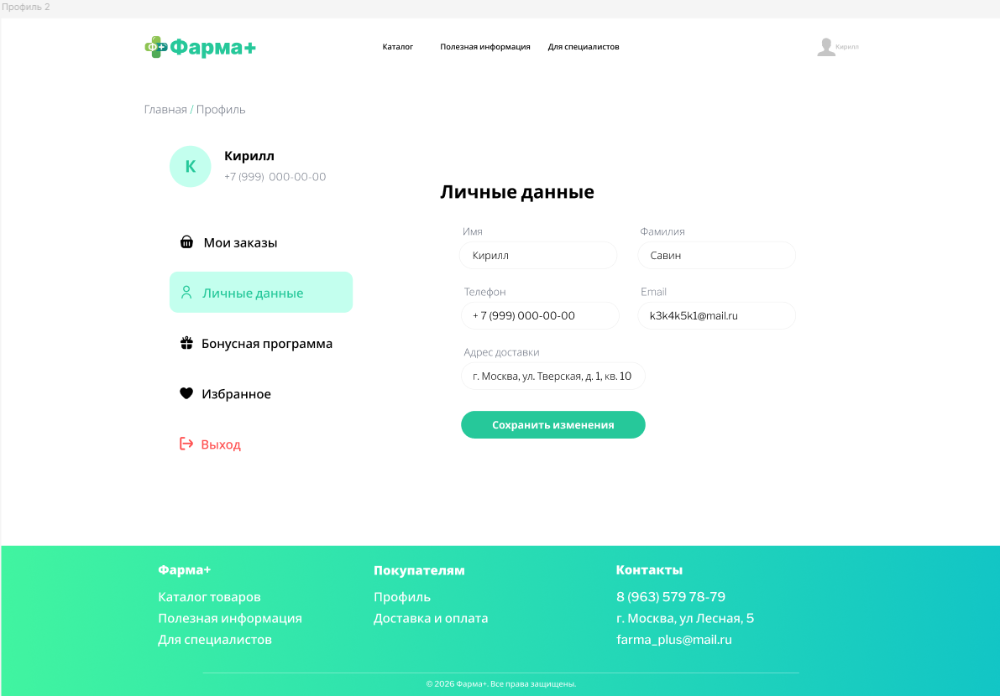 Профиль 2
Ф+ Фарма+
Каталог Полезная информация Для специалистов
Кирилл
Главная / Профиль
К
Кирилл
+7 (999) 000-00-00
Мои заказы
Личные данные
Бонусная программа
Избранное
Выход
Личные данные
Имя Фамилия
Кирилл Савин
Телефон Email
+ 7 (999) 000-00-00 k3k4k5k1@mail.ru
Адрес доставки
г. Москва, ул. Тверская, д. 1, кв. 10
Сохранить изменения
Фарма+
Каталог товаров
Полезная информация
Для специалистов
Покупателям
Профиль
Доставка и оплата
Контакты
8 (963) 579 78-79
г. Москва, ул Лесная, 5
farma_plus@mail.ru
© 2026 Фарма+. Все права защищены.